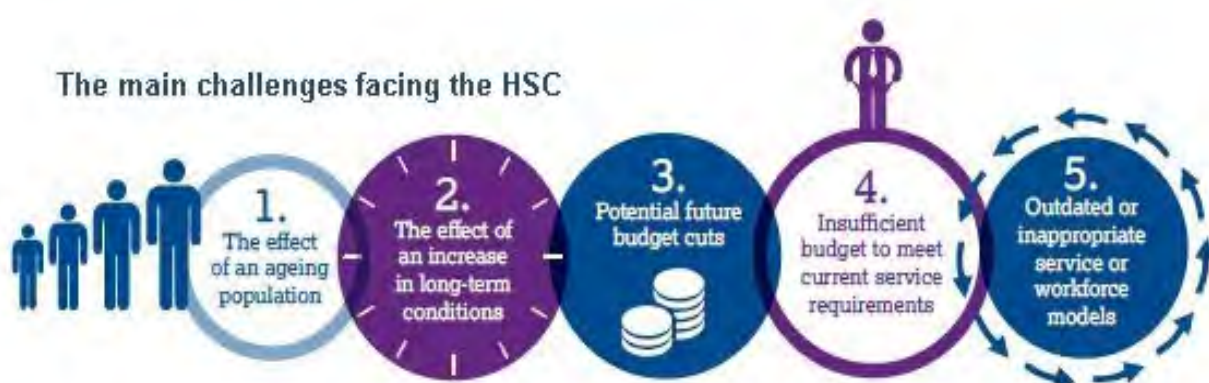 The main challenges facing the HSC
1.
The effect
of an ageing
population
2.
The effect of
an increase
in long-term
conditions
3.
Potential future
budget cuts
4.
Insufficient
budget to meet
current service
requirements
5.
Outdated or
inappropriate
service or
workforce
models